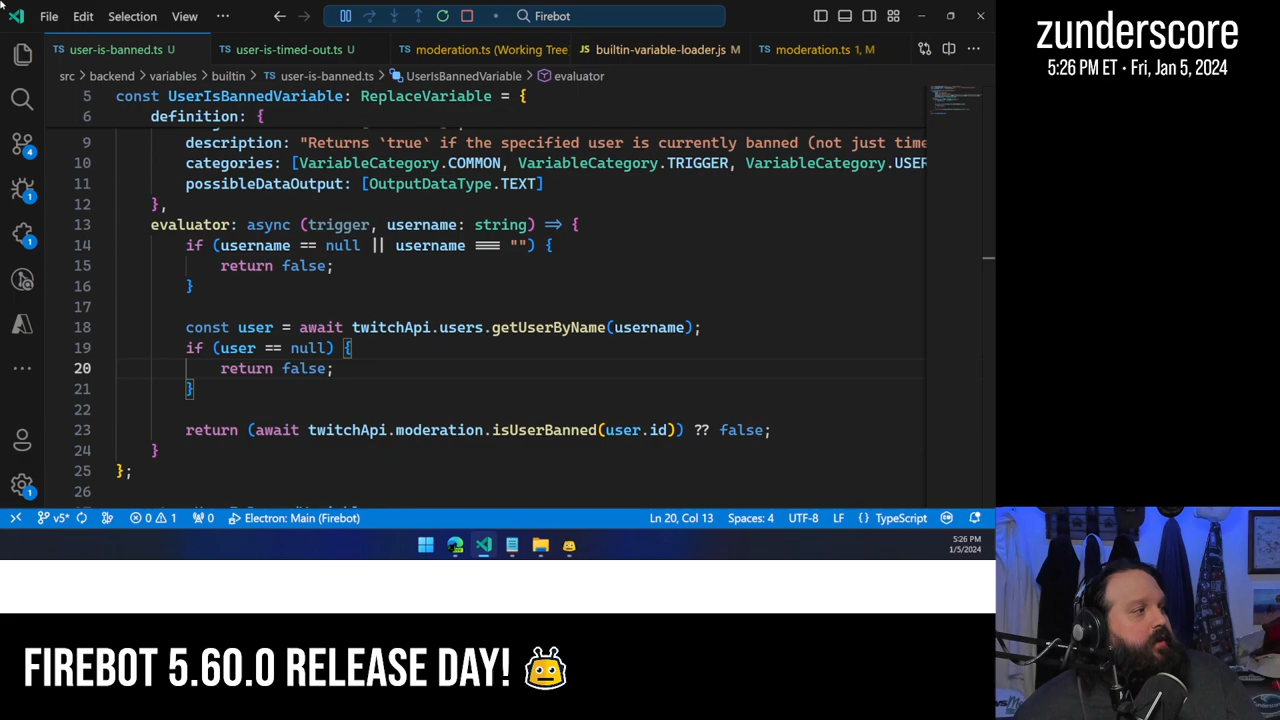 File Edit Selection View ··· Firebot
user-is-banned.ts U user-is-timed-out.ts U moderation.ts (Working Tree builtin-variable-loader.js M moderation.ts 1, M
src > backend > variables > builtin > user-is-banned.ts > UserIsBannedVariable > evaluator
5 const UserIsBannedVariable: ReplaceVariable = {
6 definition: {
9 description: "Returns `true` if the specified user is currently banned (not just time
10 categories: [VariableCategory.COMMON, VariableCategory.TRIGGER, VariableCategory.USER
11 possibleDataOutput: [OutputDataType.TEXT]
12 },
13 evaluator: async (trigger, username: string) => {
14 if (username == null || username === "") {
15 return false;
16 }
17
18 const user = await twitchApi.users.getUserByName(username);
19 if (user == null) {
20 return false;
21 }
22
23 return (await twitchApi.moderation.isUserBanned(user.id)) ?? false;
24 }
25 };
26
4
1
1
1
v5* 0 1 0 Electron: Main (Firebot) Ln 20, Col 13 Spaces: 4 UTF-8 LF {} TypeScript
5:26 PM
1/5/2024
zunderscore
5:26 PM ET • Fri, Jan 5, 2024
FIREBOT 5.60.0 RELEASE DAY!